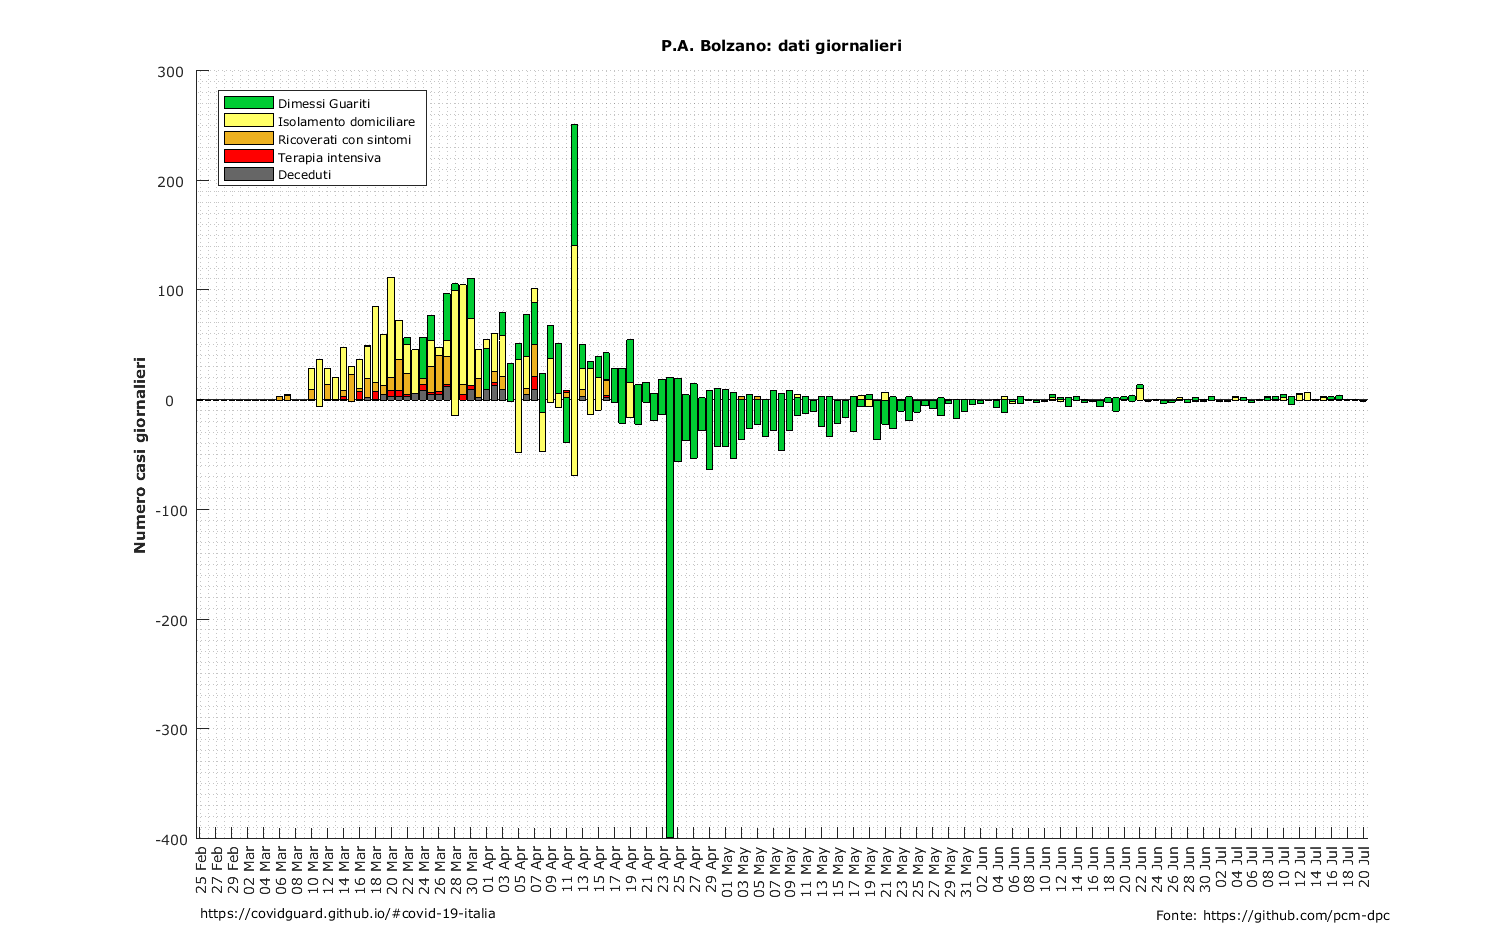 P.A. Bolzano: dati giornalieri
300
200
100
0
-100
-200
-300
-400
Numero casi giornalieri
Dimessi Guariti
Isolamento domiciliare
Ricoverati con sintomi
Terapia intensiva
Deceduti
25 Feb
27 Feb
29 Feb
02 Mar
04 Mar
06 Mar
08 Mar
10 Mar
12 Mar
14 Mar
16 Mar
18 Mar
20 Mar
22 Mar
24 Mar
26 Mar
28 Mar
30 Mar
01 Apr
03 Apr
05 Apr
07 Apr
09 Apr
11 Apr
13 Apr
15 Apr
17 Apr
19 Apr
21 Apr
23 Apr
25 Apr
27 Apr
29 Apr
01 May
03 May
05 May
07 May
09 May
11 May
13 May
15 May
17 May
19 May
21 May
23 May
25 May
27 May
29 May
31 May
02 Jun
04 Jun
06 Jun
08 Jun
10 Jun
12 Jun
14 Jun
16 Jun
18 Jun
20 Jun
22 Jun
24 Jun
26 Jun
28 Jun
30 Jun
02 Jul
04 Jul
06 Jul
08 Jul
10 Jul
12 Jul
14 Jul
16 Jul
18 Jul
20 Jul
https://covidguard.github.io/#covid-19-italia
Fonte: https://github.com/pcm-dpc